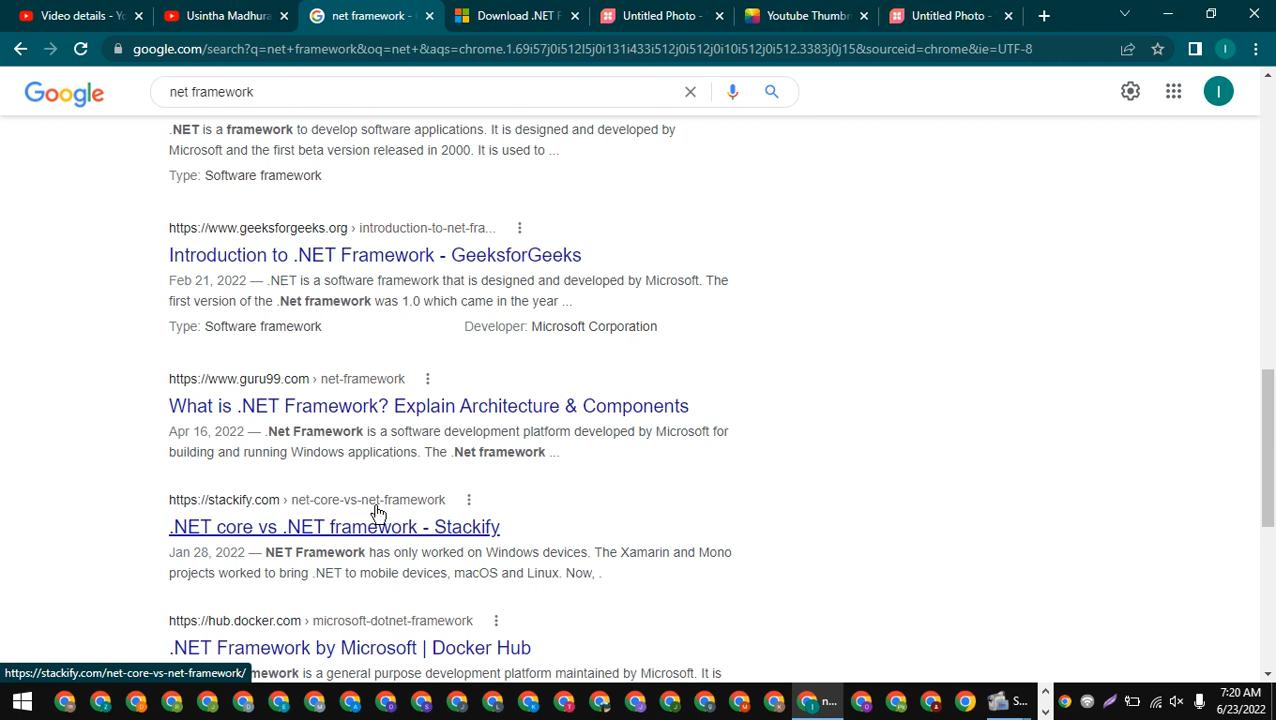 Video details - Yo
Usintha Madhura
net framework - G
Download .NET F
Untitled Photo -
Youtube Thumbn
Untitled Photo -
google.com/search?q=net+framework&oq=net+&aqs=chrome.1.69i57j0i512l5j0i131i433i512j0i512j0i10i512j0i512.3383j0j15&sourceid=chrome&ie=UTF-8
I
Google
net framework
I
.NET is a framework to develop software applications. It is designed and developed by
Microsoft and the first beta version released in 2000. It is used to ...
Type: Software framework
https://www.geeksforgeeks.org › introduction-to-net-fra...
Introduction to .NET Framework - GeeksforGeeks
Feb 21, 2022 — .NET is a software framework that is designed and developed by Microsoft. The
first version of the .Net framework was 1.0 which came in the year ...
Type: Software framework Developer: Microsoft Corporation
https://www.guru99.com › net-framework
What is .NET Framework? Explain Architecture & Components
Apr 16, 2022 — .Net Framework is a software development platform developed by Microsoft for
building and running Windows applications. The .Net framework ...
https://stackify.com › net-core-vs-net-framework
.NET core vs .NET framework - Stackify
Jan 28, 2022 — NET Framework has only worked on Windows devices. The Xamarin and Mono
projects worked to bring .NET to mobile devices, macOS and Linux. Now, .
https://hub.docker.com › microsoft-dotnet-framework
.NET Framework by Microsoft | Docker Hub
https://stackify.com/net-core-vs-net-framework/
mework is a general purpose development platform maintained by Microsoft. It is
n...
S...
7:20 AM
6/23/2022